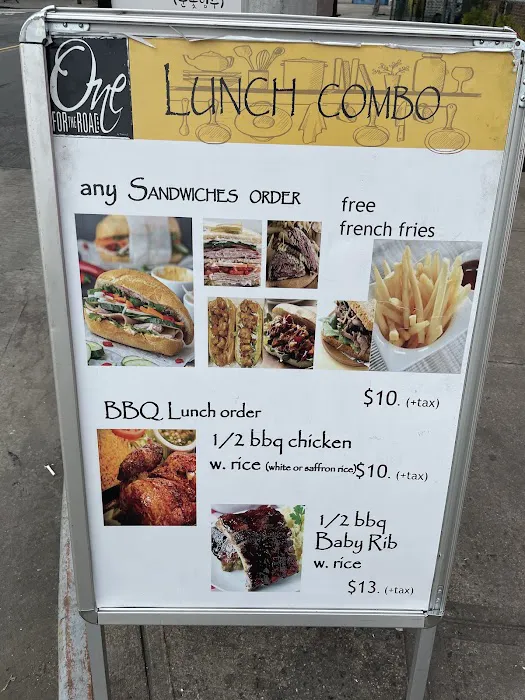 One
FOR THE ROAD
LUNCH COMBO
any SANDWICHES ORDER
free
french fries
$10. (+tax)
BBQ Lunch order
1/2 bbq chicken
w. rice (white or saffron rice) $10. (+tax)
1/2 bbq
Baby Rib
w. rice
$13. (+tax)